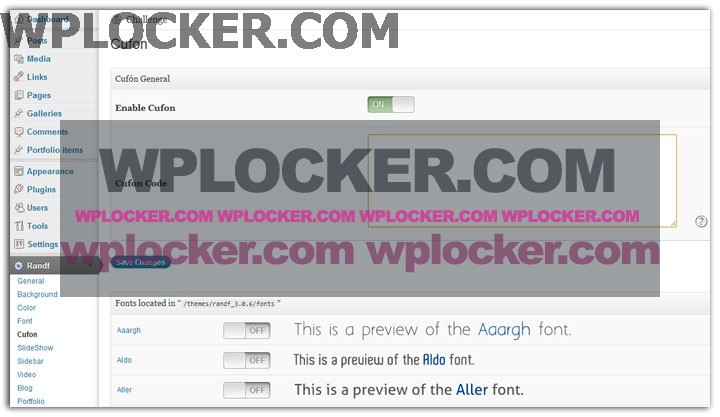 WPLOCKER.COM
Dashboard
Challenge
Posts
Cufon
Media
Links
Cufón General
Pages
Galleries
Enable Cufon
ON
Comments
Portfolio items
WPLOCKER.COM
Appearance
Plugins
Cufon Code
Users
WPLOCKER.COM WPLOCKER.COM WPLOCKER.COM WPLOCKER.COM
Tools
Settings
wplocker.com wplocker.com
Save Changes
Randf
General
Background
Color
Font
Cufon
SlideShow
Sidebar
Video
Blog
Portfolio
Fonts located in " /themes/randf_3.0.6/fonts "
Aaargh
OFF
This is a preview of the Aaargh font.
Aldo
OFF
This is a preview of the Aldo font.
Aller
OFF
This is a preview of the Aller font.